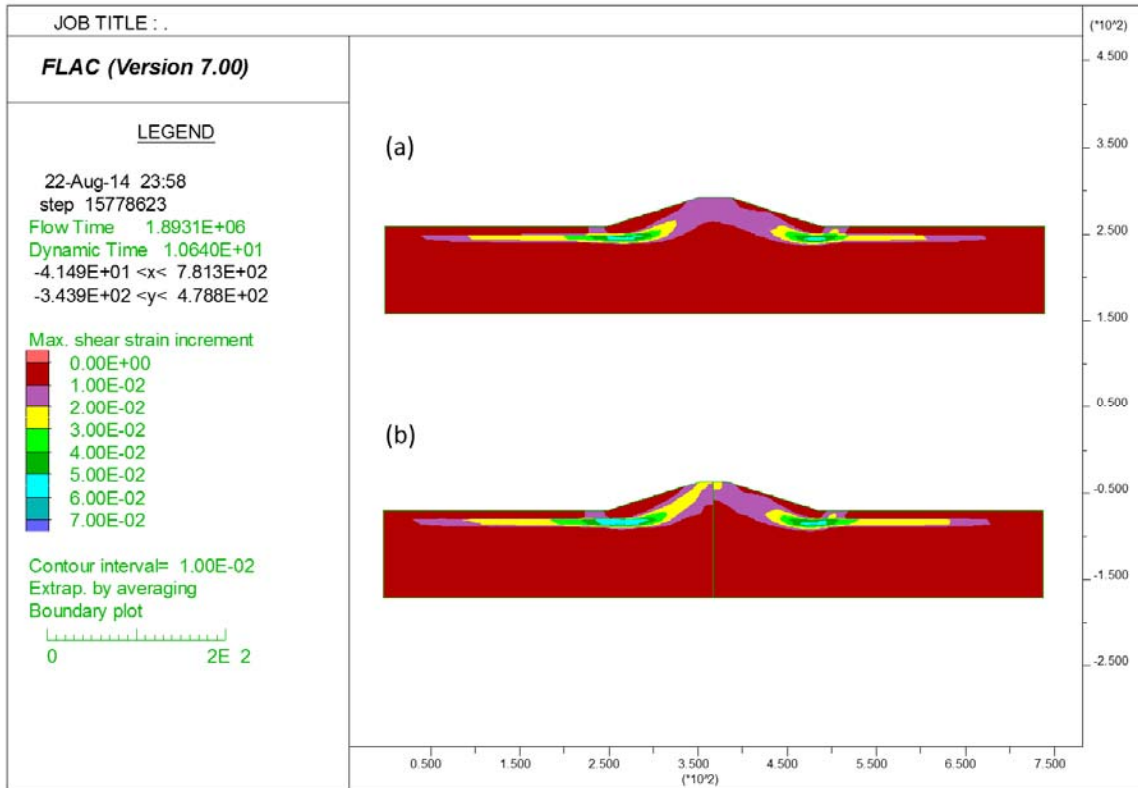 JOB TITLE : .
FLAC (Version 7.00)
LEGEND
22-Aug-14 23:58
step 15778623
Flow Time 1.8931E+06
Dynamic Time 1.0640E+01
-4.149E+01 <x< 7.813E+02
-3.439E+02 <y< 4.788E+02
Max. shear strain increment
0.00E+00
1.00E-02
2.00E-02
3.00E-02
4.00E-02
5.00E-02
6.00E-02
7.00E-02
Contour interval= 1.00E-02
Extrap. by averaging
Boundary plot
0 2E 2
(a)
(b)
(*10^2)
4.500
3.500
2.500
1.500
0.500
-0.500
-1.500
-2.500
0.500 1.500 2.500 3.500 4.500 5.500 6.500 7.500
(*10^2)